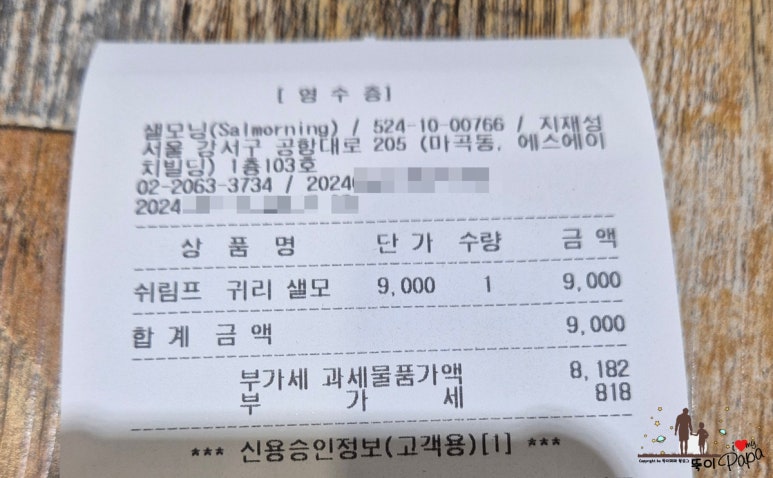 [ 영 수 증]
샐모닝(Salmorning) / 524-10-00766 / 지재성
서울 강서구 공항대로 205 (마곡동, 에스에이
치빌딩) 1층103호
02-2063-3734 / 2024
2024
상 품 명 단 가 수량 금 액
쉬림프 귀리 샐모 9,000 1 9,000
합 계 금 액 9,000
부가세 과세물품가액 8,182
부 가 세 818
*** 신용승인정보(고객용)[1] ***
i my
뚱이 Papa